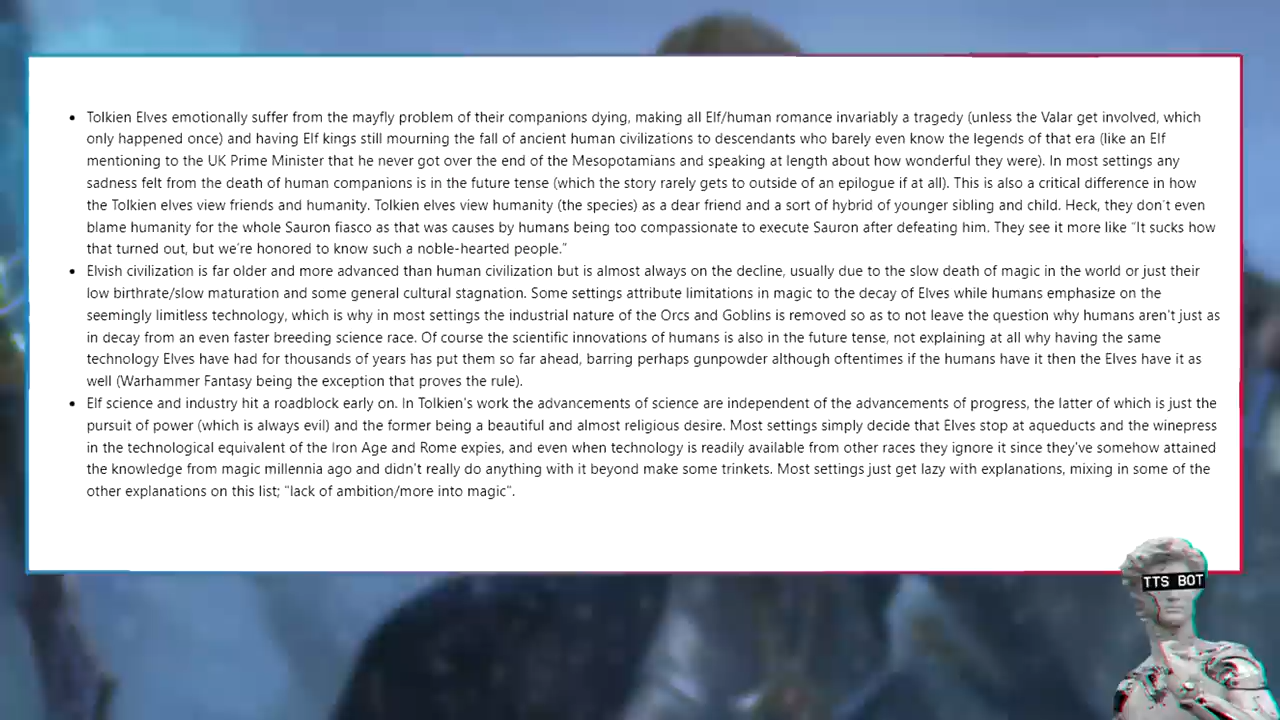 • Tolkien Elves emotionally suffer from the mayfly problem of their companions dying, making all Elf/human romance invariably a tragedy (unless the Valar get involved, which
only happened once) and having Elf kings still mourning the fall of ancient human civilizations to descendants who barely even know the legends of that era (like an Elf
mentioning to the UK Prime Minister that he never got over the end of the Mesopotamians and speaking at length about how wonderful they were). In most settings any
sadness felt from the death of human companions is in the future tense (which the story rarely gets to outside of an epilogue if at all). This is also a critical difference in how
the Tolkien elves view friends and humanity. Tolkien elves view humanity (the species) as a dear friend and a sort of hybrid of younger sibling and child. Heck, they don't even
blame humanity for the whole Sauron fiasco as that was causes by humans being too compassionate to execute Sauron after defeating him. They see it more like "It sucks how
that turned out, but we're honored to know such a noble-hearted people."
• Elvish civilization is far older and more advanced than human civilization but is almost always on the decline, usually due to the slow death of magic in the world or just their
low birthrate/slow maturation and some general cultural stagnation. Some settings attribute limitations in magic to the decay of Elves while humans emphasize on the
seemingly limitless technology, which is why in most settings the industrial nature of the Orcs and Goblins is removed so as to not leave the question why humans aren't just as
in decay from an even faster breeding science race. Of course the scientific innovations of humans is also in the future tense, not explaining at all why having the same
technology Elves have had for thousands of years has put them so far ahead, barring perhaps gunpowder although oftentimes if the humans have it then the Elves have it as
well (Warhammer Fantasy being the exception that proves the rule).
• Elf science and industry hit a roadblock early on. In Tolkien's work the advancements of science are independent of the advancements of progress, the latter of which is just the
pursuit of power (which is always evil) and the former being a beautiful and almost religious desire. Most settings simply decide that Elves stop at aqueducts and the winepress
in the technological equivalent of the Iron Age and Rome expies, and even when technology is readily available from other races they ignore it since they've somehow attained
the knowledge from magic millennia ago and didn't really do anything with it beyond make some trinkets. Most settings just get lazy with explanations, mixing in some of the
other explanations on this list; "lack of ambition/more into magic".
TTS BOT